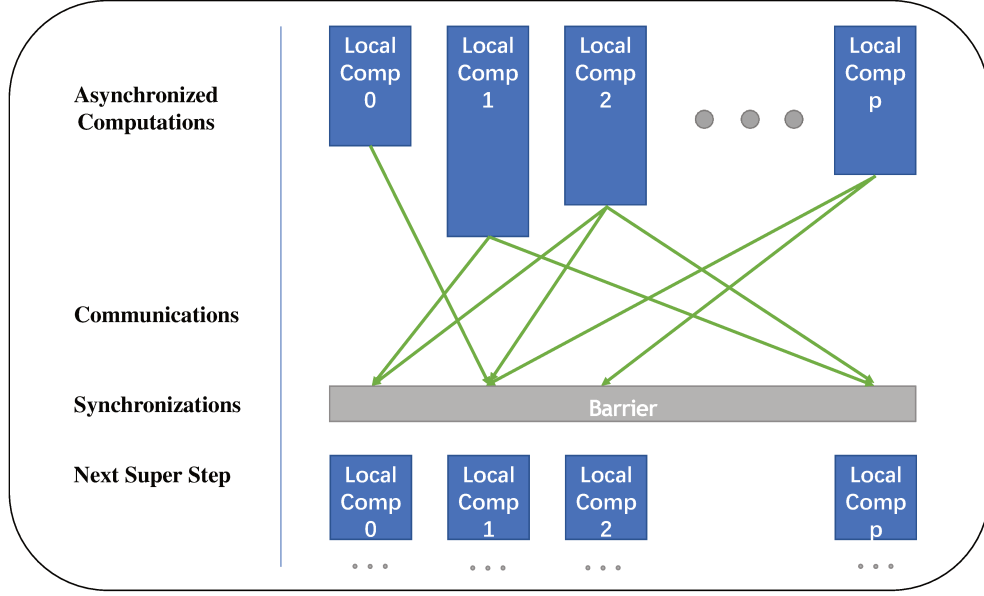 Local
Comp
0
Local
Comp
1
Local
Comp
2
Local
Comp
p
Asynchronized
Computations
Communications
Synchronizations
Barrier
Next Super Step
Local
Comp
0
Local
Comp
1
Local
Comp
2
Local
Comp
p